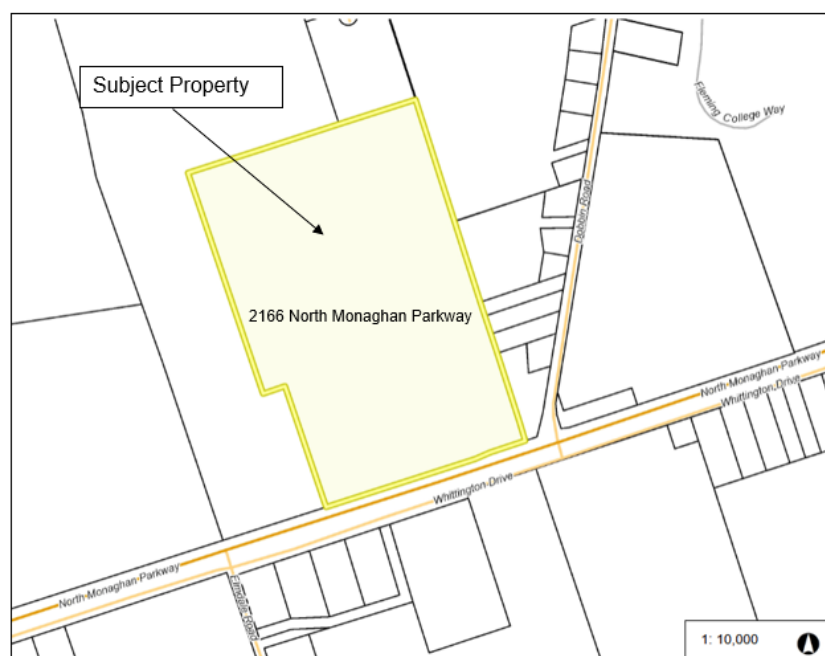 Subject Property
Fleming College Way
Dobbin Road
2166 North Monaghan Parkway
North Monaghan Parkway
Whittington Drive
Whittington Drive
North Monaghan Parkway
Elmdale Road
1: 10,000